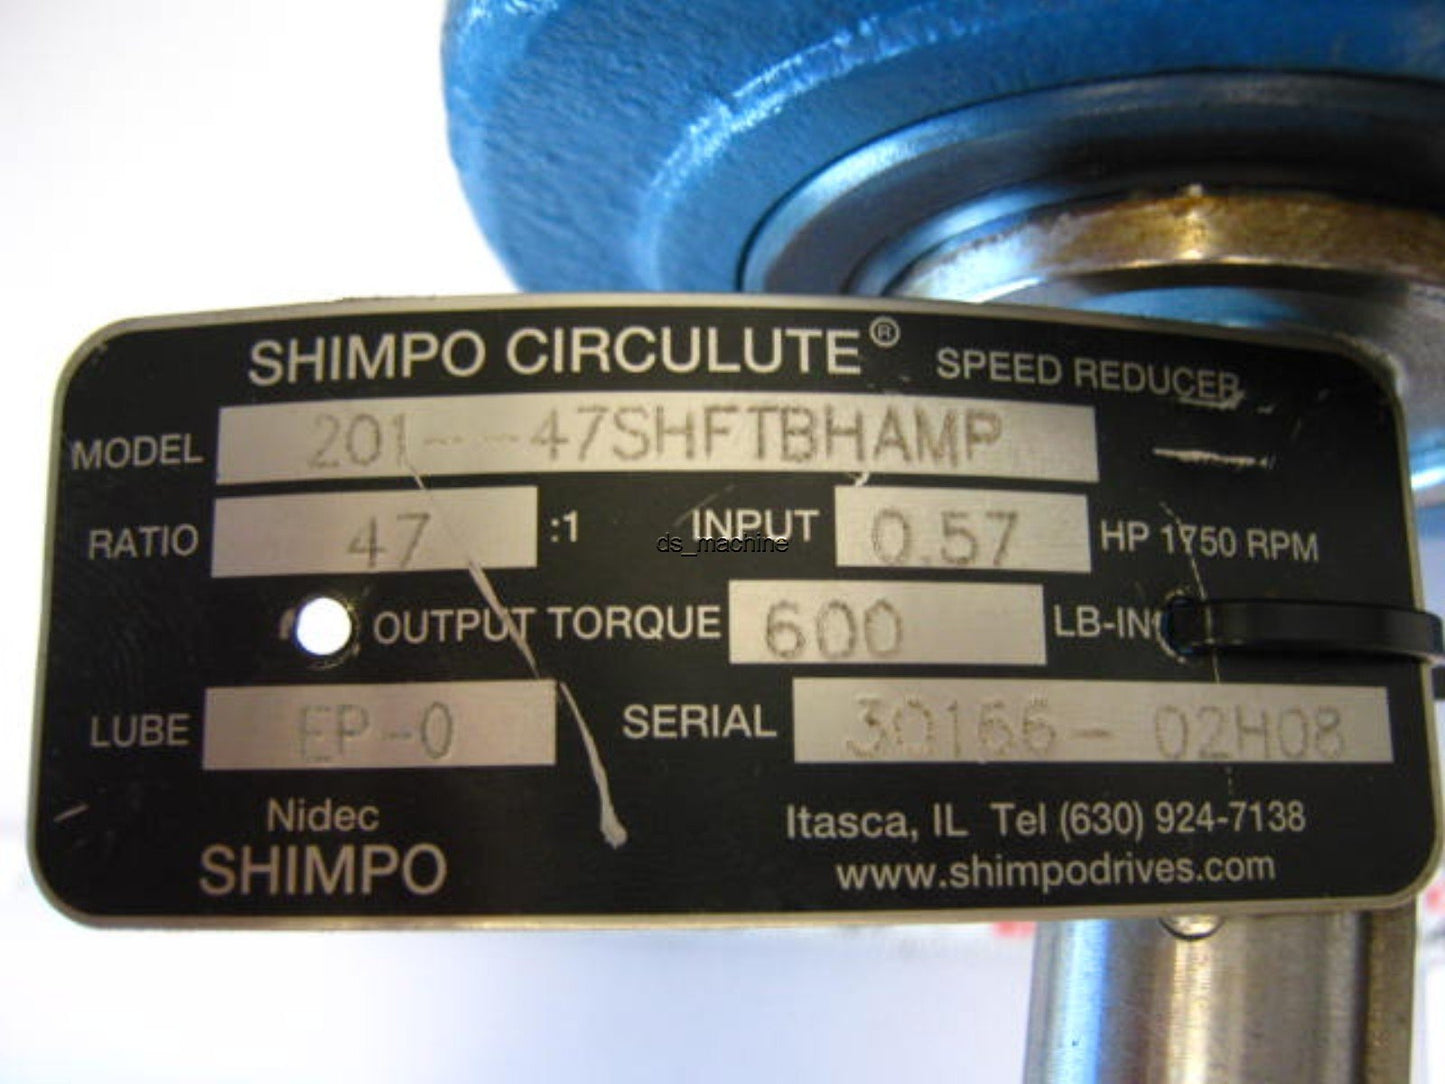 SHIMPO CIRCULUTE® SPEED REDUCER
MODEL 201---47SHFTBHAMP
RATIO 47 :1 INPUT 0.57 HP 1750 RPM
ds_machine
OUTPUT TORQUE 600 LB-IN
LUBE EP-0 SERIAL 30166- 02H08
Nidec
SHIMPO
Itasca, IL Tel (630) 924-7138
www.shimpodrives.com